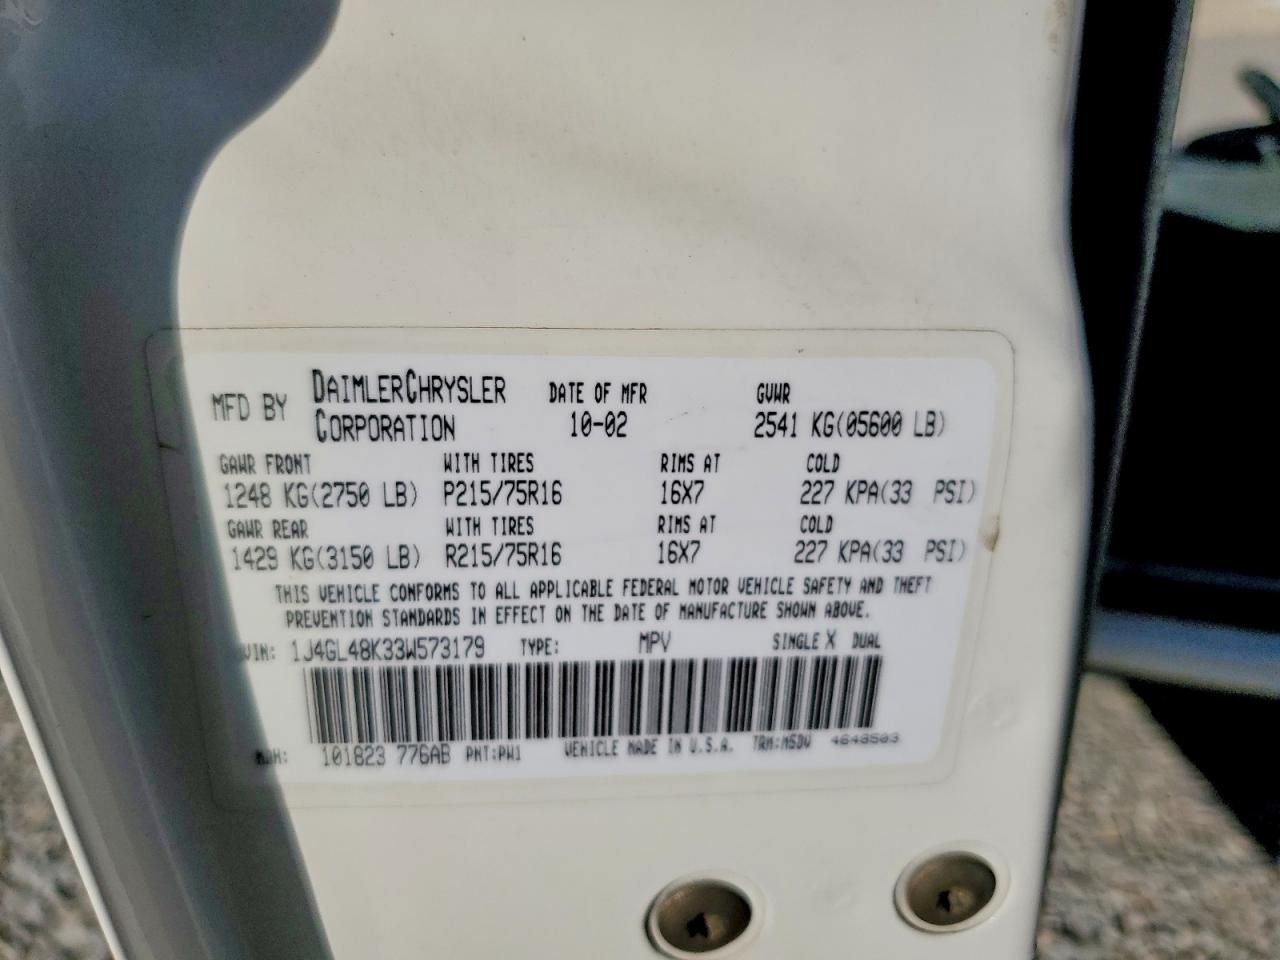 MFD BY DAIMLERCHRYSLER CORPORATION DATE OF MFR 10-02 GVWR 2541 KG(05600 LB)
GAWR FRONT WITH TIRES RIMS AT COLD
1248 KG(2750 LB) P215/75R16 16X7 227 KPA(33 PSI)
GAWR REAR WITH TIRES RIMS AT COLD
1429 KG(3150 LB) R215/75R16 16X7 227 KPA(33 PSI)
THIS VEHICLE CONFORMS TO ALL APPLICABLE FEDERAL MOTOR VEHICLE SAFETY AND THEFT
PREVENTION STANDARDS IN EFFECT ON THE DATE OF MANUFACTURE SHOWN ABOVE.
VIN: 1J4GL48K33W573179 TYPE: MPV SINGLE X DUAL
MDH: 101823 776AB PNT:PW1 VEHICLE MADE IN U.S.A. TRM:M5DV 4648503